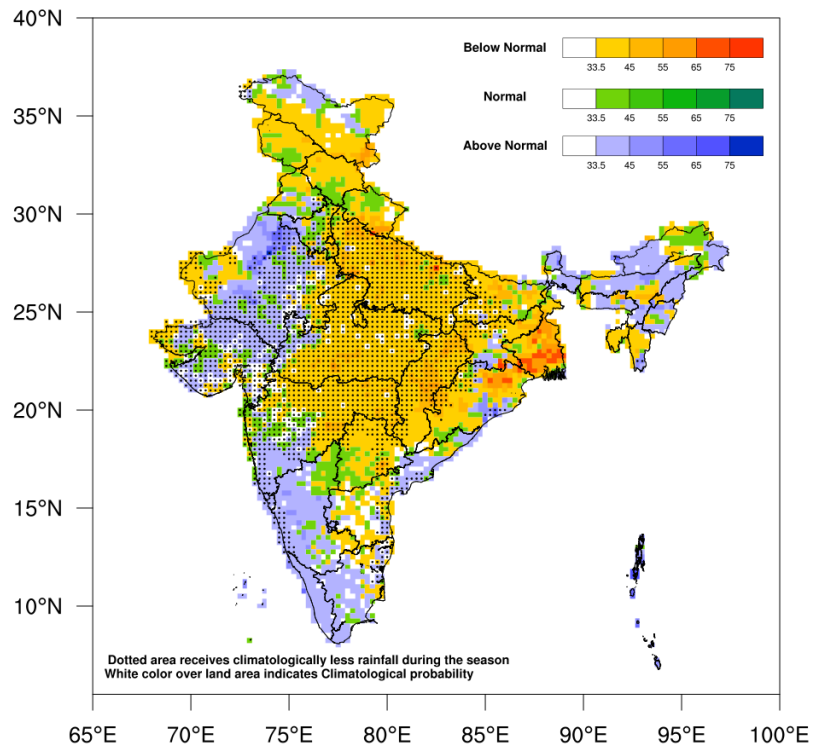 40°N
35°N
30°N
25°N
20°N
15°N
10°N
Below Normal
33.5 45 55 65 75
Normal
33.5 45 55 65 75
Above Normal
33.5 45 55 65 75
Dotted area receives climatologically less rainfall during the season
White color over land area indicates Climatological probability
65°E 70°E 75°E 80°E 85°E 90°E 95°E 100°E